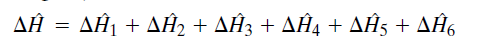 ΔĤ = ΔĤ₁ + ΔĤ₂ + ΔĤ₃ + ΔĤ₄ + ΔĤ₅ + ΔĤ₆